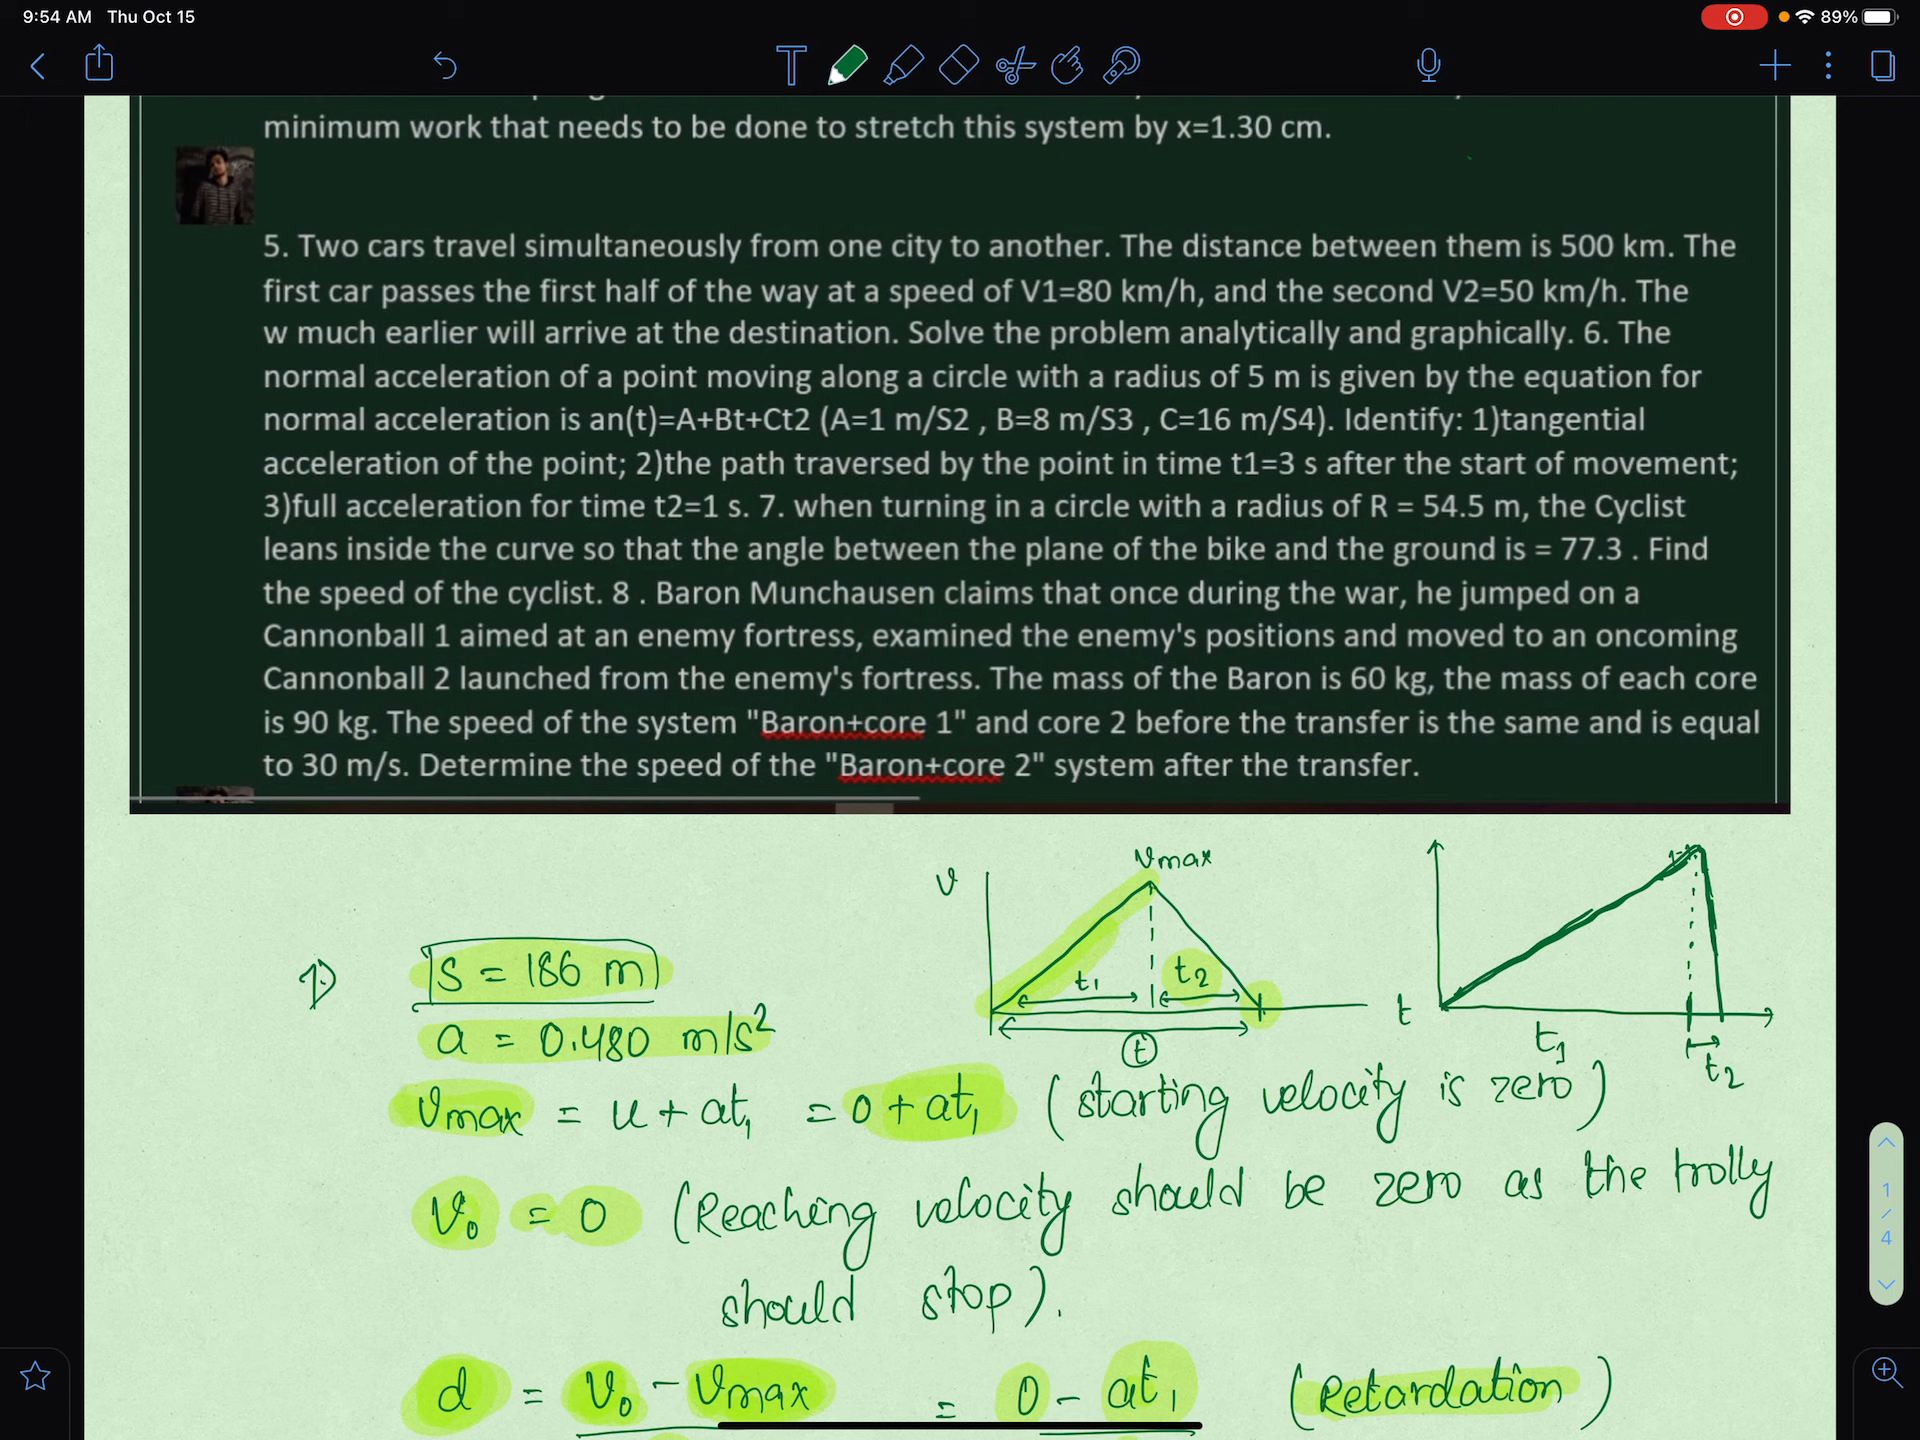 9:54 AM Thu Oct 15
89%
minimum work that needs to be done to stretch this system by x=1.30 cm.
5. Two cars travel simultaneously from one city to another. The distance between them is 500 km. The
first car passes the first half of the way at a speed of V1=80 km/h, and the second V2=50 km/h. The
w much earlier will arrive at the destination. Solve the problem analytically and graphically. 6. The
normal acceleration of a point moving along a circle with a radius of 5 m is given by the equation for
normal acceleration is an(t)=A+Bt+Ct2 (A=1 m/S2 , B=8 m/S3 , C=16 m/S4). Identify: 1)tangential
acceleration of the point; 2)the path traversed by the point in time t1=3 s after the start of movement;
3)full acceleration for time t2=1 s. 7. when turning in a circle with a radius of R = 54.5 m, the Cyclist
leans inside the curve so that the angle between the plane of the bike and the ground is = 77.3 . Find
the speed of the cyclist. 8 . Baron Munchausen claims that once during the war, he jumped on a
Cannonball 1 aimed at an enemy fortress, examined the enemy's positions and moved to an oncoming
Cannonball 2 launched from the enemy's fortress. The mass of the Baron is 60 kg, the mass of each core
is 90 kg. The speed of the system "Baron+core 1" and core 2 before the transfer is the same and is equal
to 30 m/s. Determine the speed of the "Baron+core 2" system after the transfer.
v
vmax
t1
t2
t
t
t1
t2
1)
S = 186 m
a = 0.480 m/s²
vmax = u + at1 = 0 + at1 (starting velocity is zero)
v0 = 0 (Reaching velocity should be zero as the trolly
should stop).
d = v0 - vmax = 0 - at1 (Retardation)
1
/
4